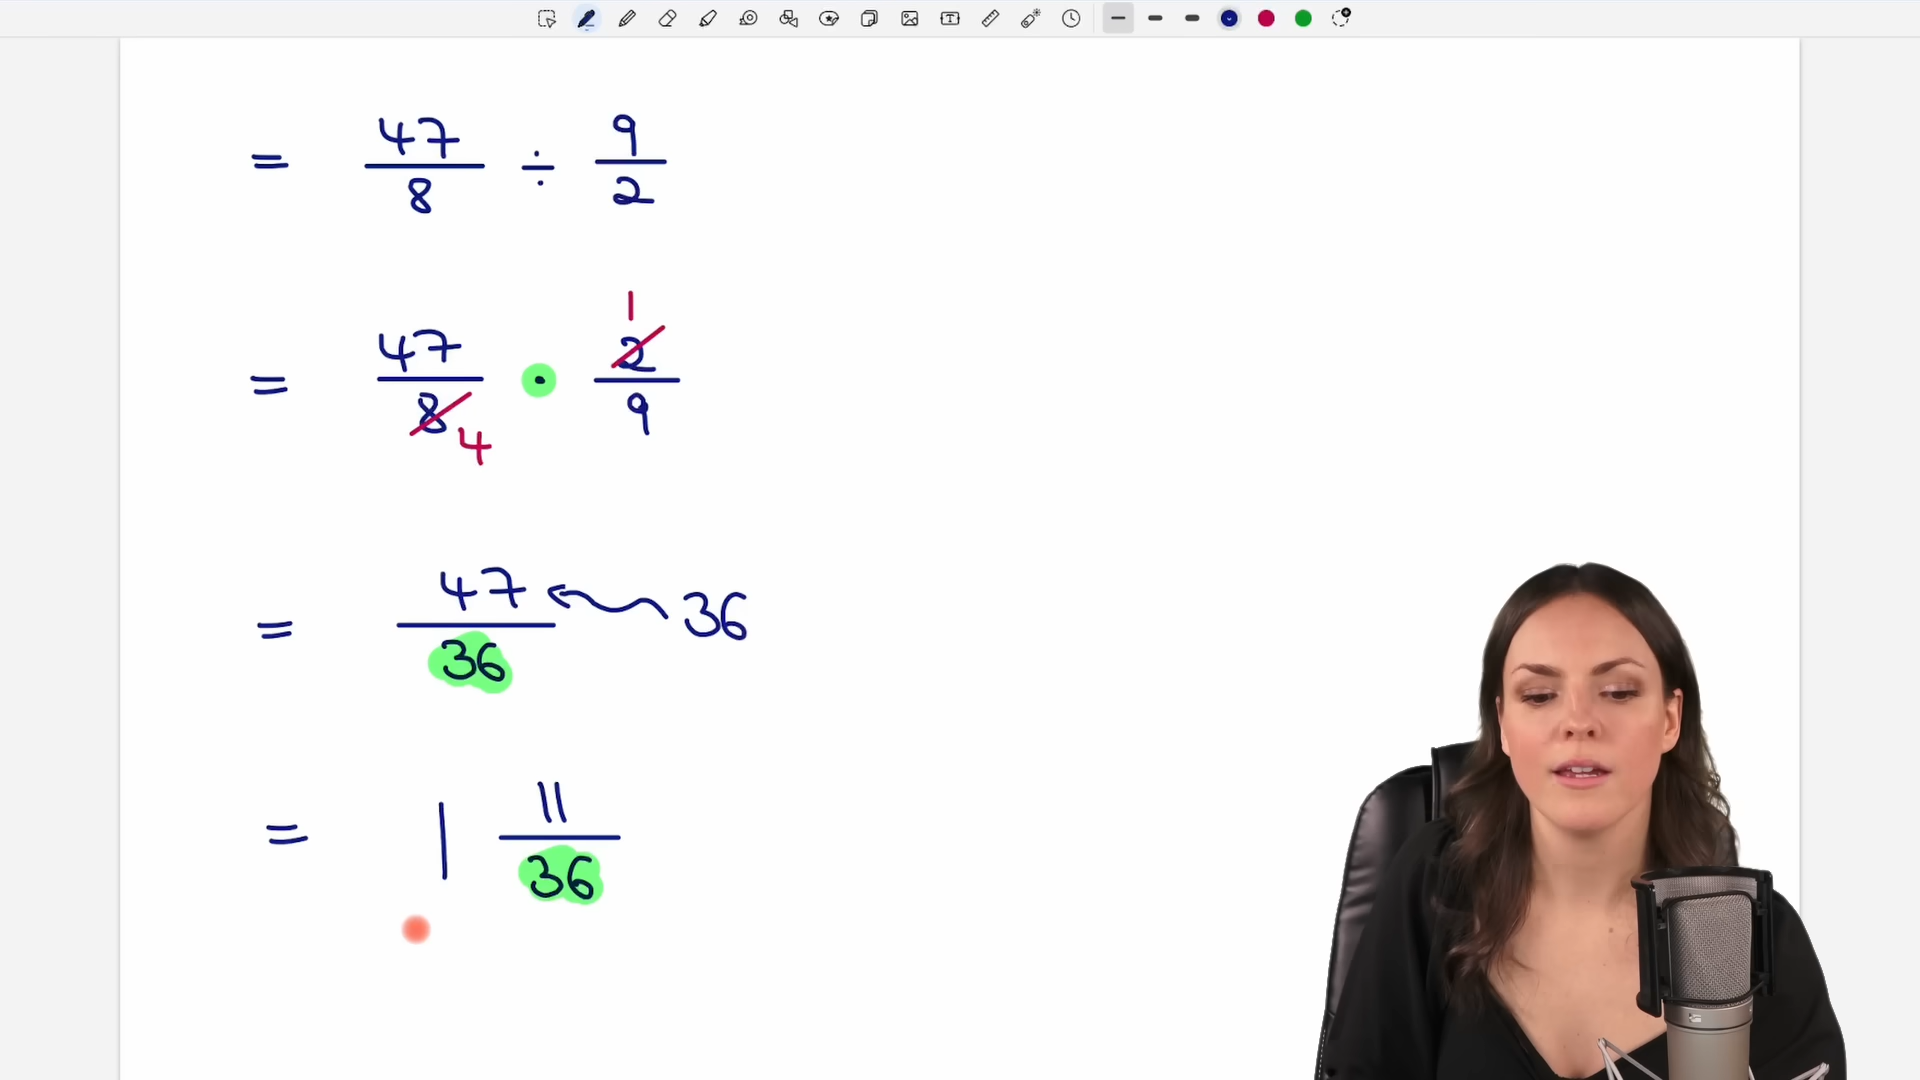 = 47/8 ÷ 9/2
1
= 47/8 · 2/9
4
= 47/36 36
= 1 11/36